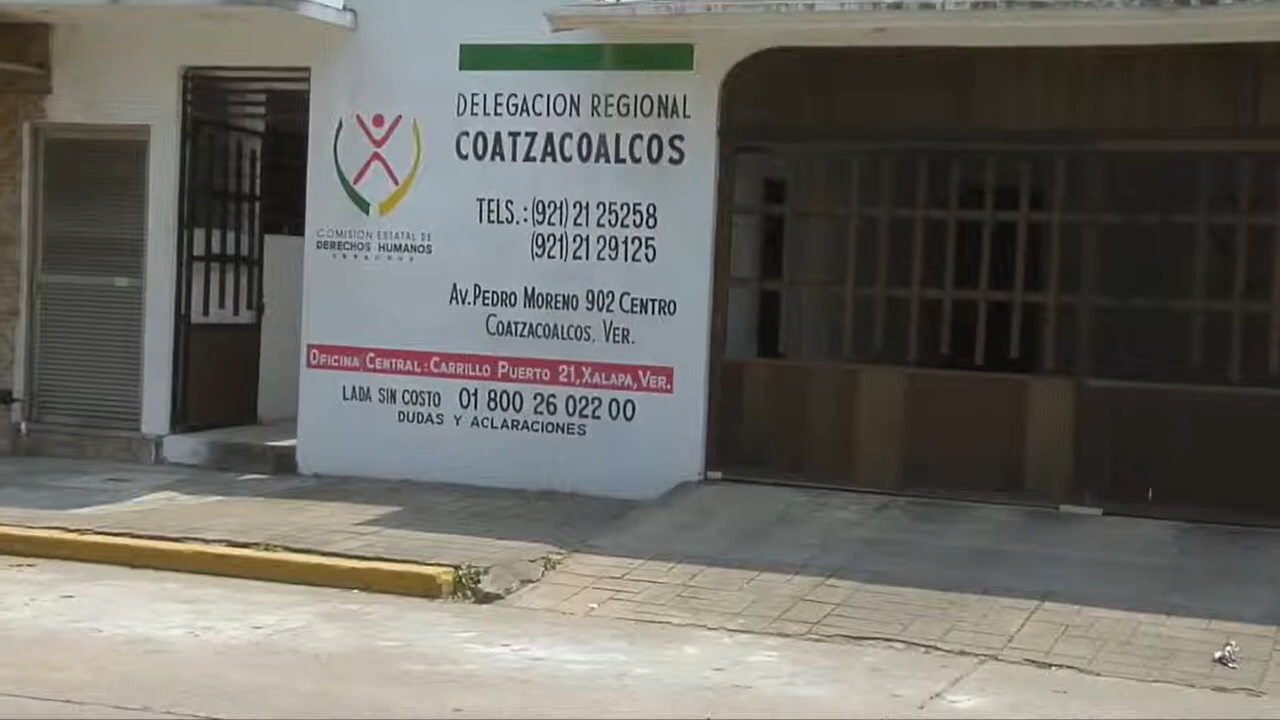 DELEGACION REGIONAL
COATZACOALCOS
TELS.: (921) 21 25258
(921) 21 29125
COMISION ESTATAL DE
DERECHOS HUMANOS
VERACRUZ
Av. PEDRO MORENO 902 CENTRO
COATZACOALCOS, VER.
OFICINA CENTRAL: CARRILLO PUERTO 21, XALAPA, VER.
LADA SIN COSTO 01 800 26 022 00
DUDAS Y ACLARACIONES